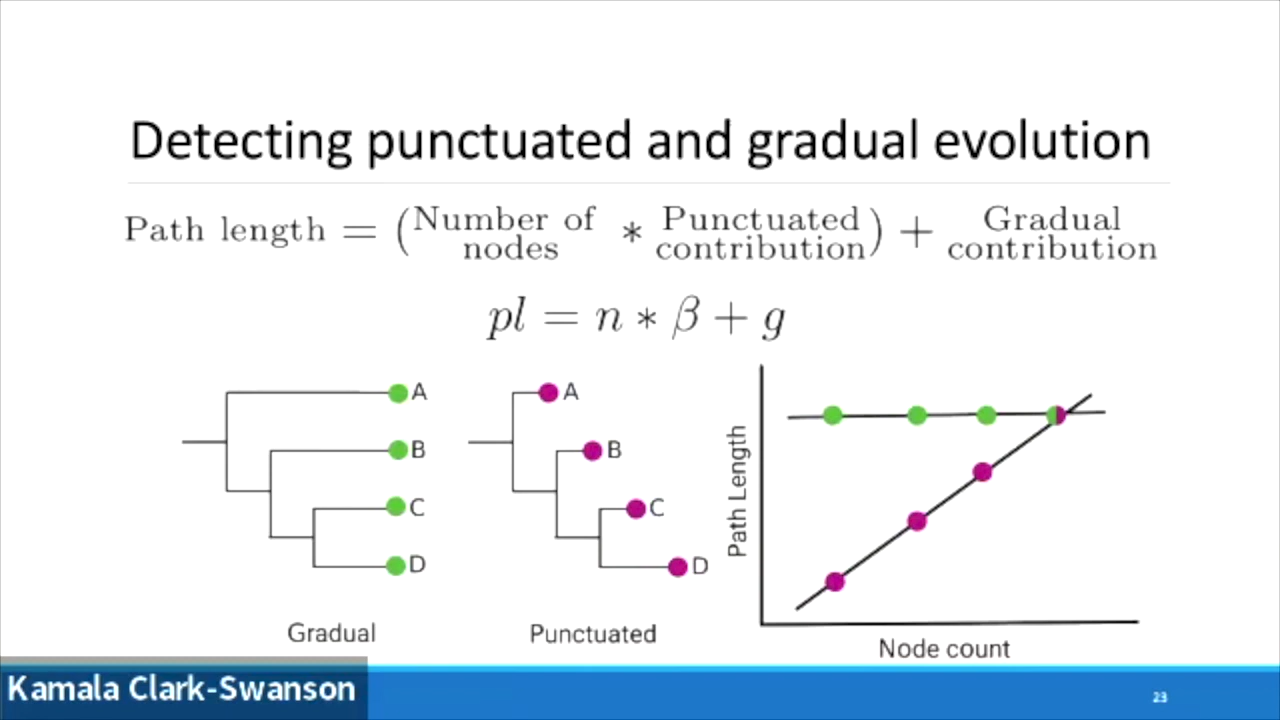 Detecting punctuated and gradual evolution
Path length = (Number of nodes * Punctuated contribution) + Gradual contribution
pl = n * β + g
A
B
C
D
Gradual
A
B
C
D
Punctuated
Path Length
Node count
Kamala Clark-Swanson
23